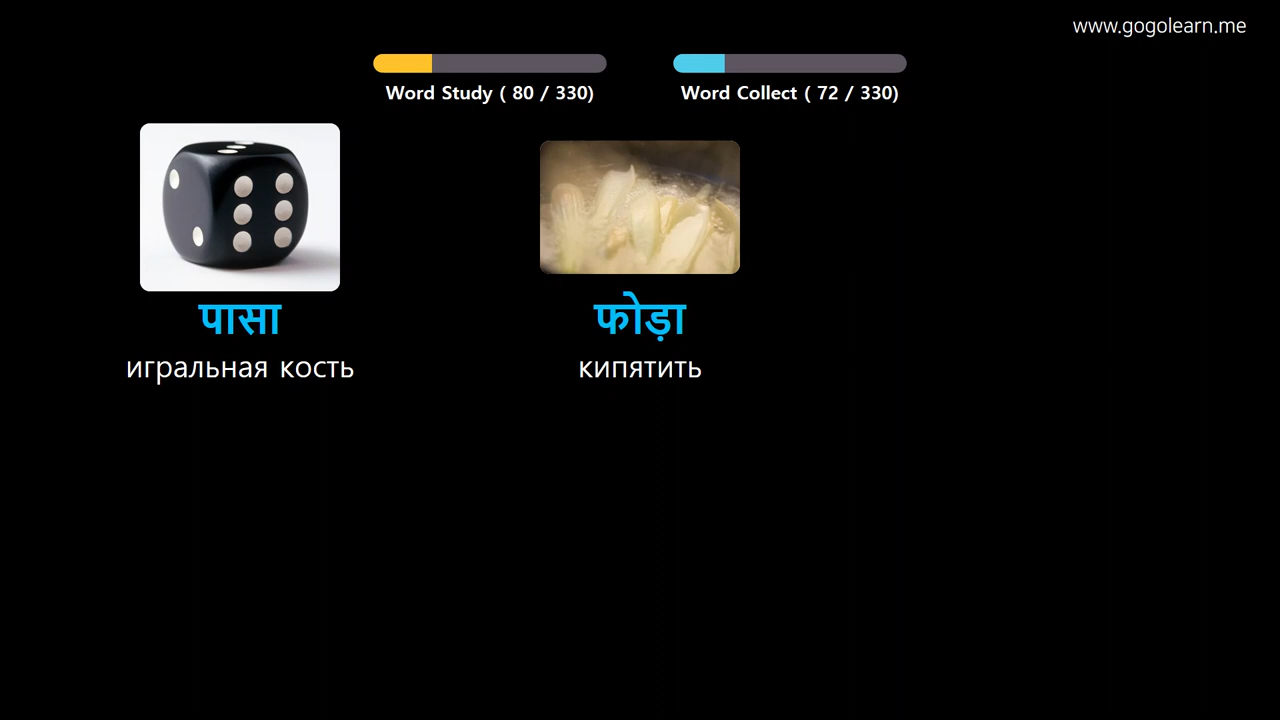 www.gogolearn.me
Word Study ( 80 / 330)
Word Collect ( 72 / 330)
पासा
игральная кость
फोड़ा
кипятить